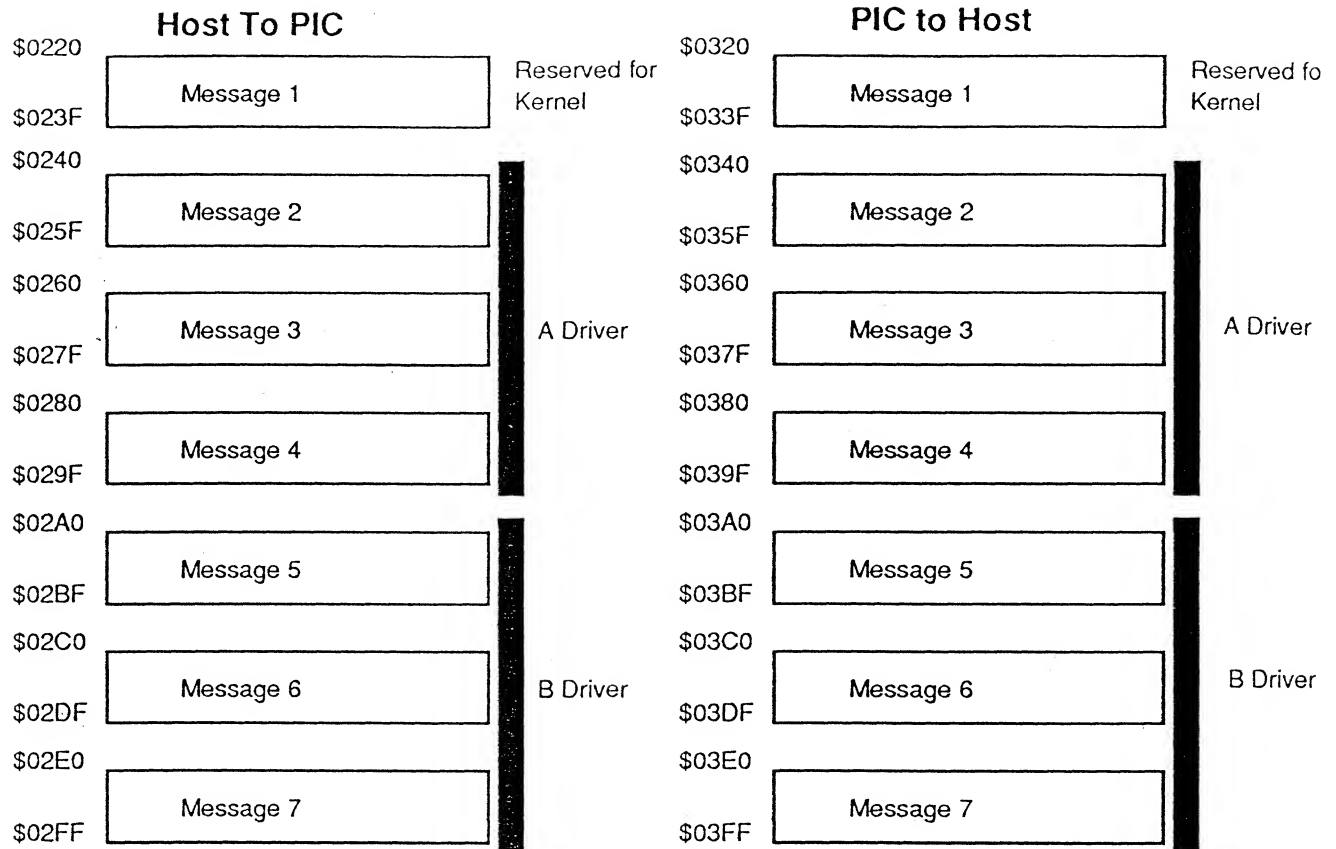 Host To PIC
$0220
Message 1
Reserved for
Kernel
$023F
$0240
Message 2
$025F
$0260
Message 3
A Driver
$027F
$0280
Message 4
$029F
$02A0
Message 5
$02BF
$02C0
Message 6
B Driver
$02DF
$02E0
Message 7
$02FF
PIC to Host
$0320
Message 1
Reserved fo
Kernel
$033F
$0340
Message 2
$035F
$0360
Message 3
A Driver
$037F
$0380
Message 4
$039F
$03A0
Message 5
$03BF
$03C0
Message 6
B Driver
$03DF
$03E0
Message 7
$03FF